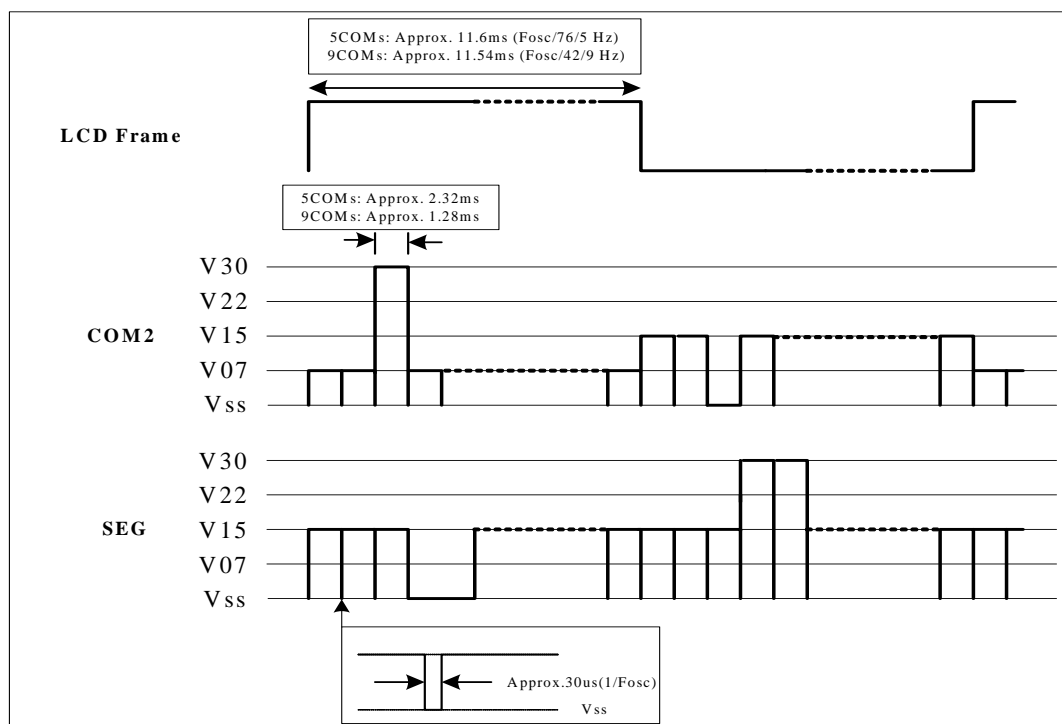 5COMs: Approx. 11.6ms (Fosc/76/5 Hz)
9COMs: Approx. 11.54ms (Fosc/42/9 Hz)
LCD Frame
5COMs: Approx. 2.32ms
9COMs: Approx. 1.28ms
V30
V22
V15
COM2
V07
Vss
V30
V22
V15
SEG
V07
Vss
Approx.30us(1/Fosc)
Vss